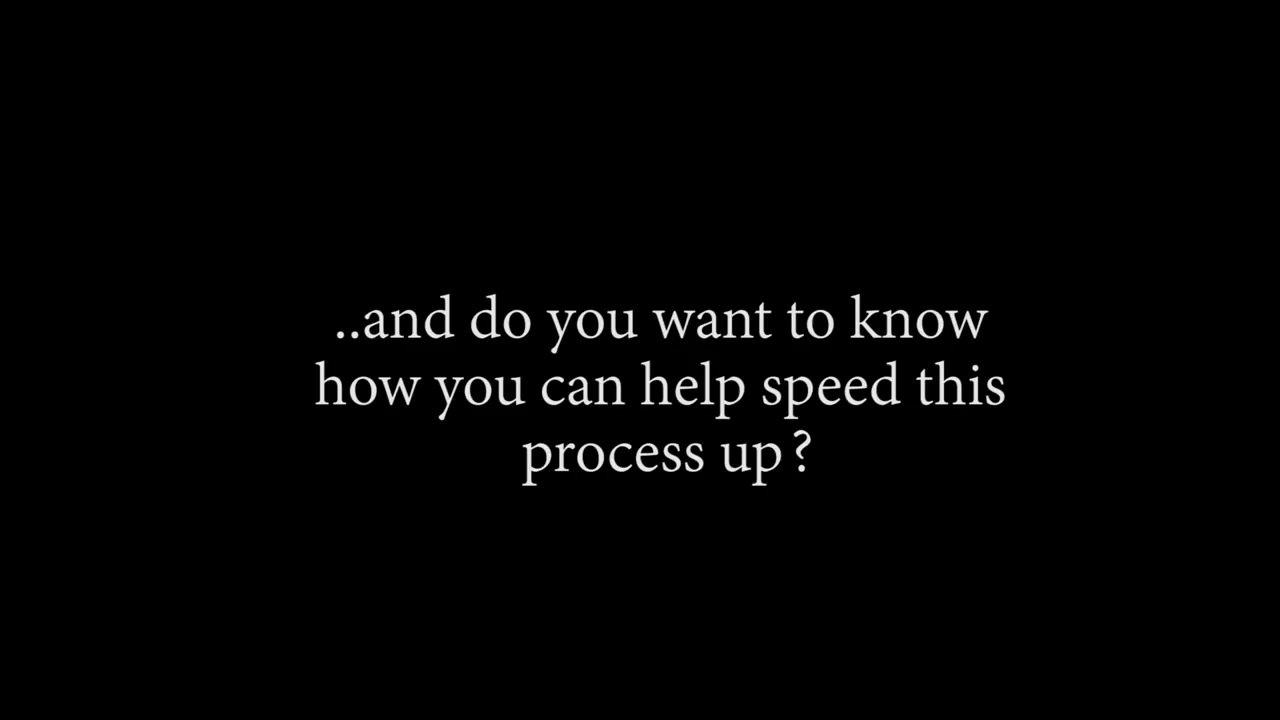 ..and do you want to know
how you can help speed this
process up?